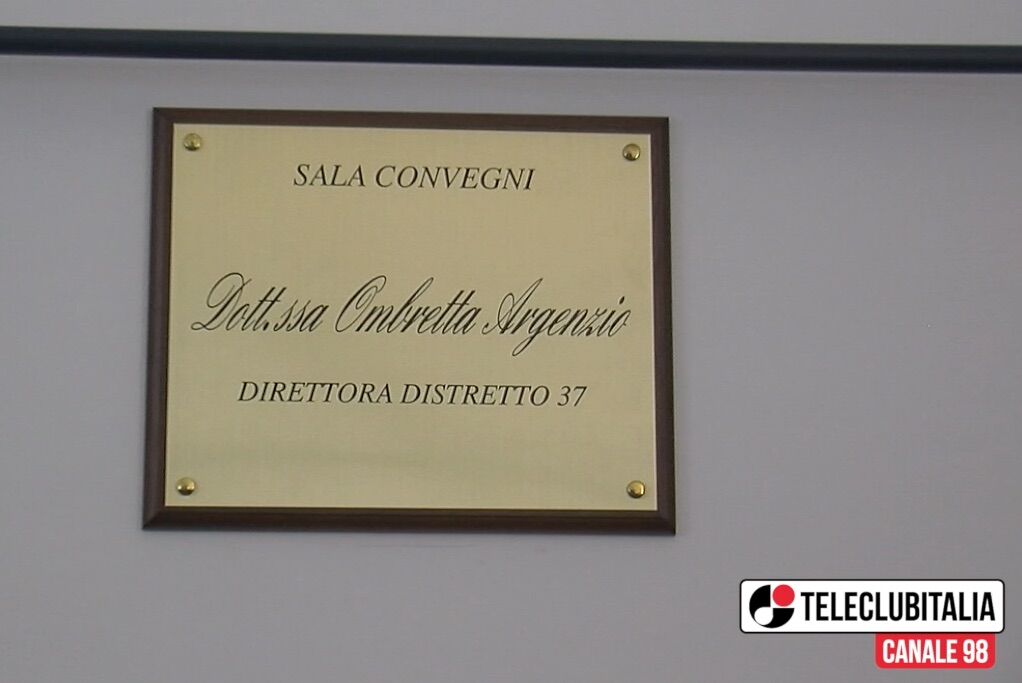 SALA CONVEGNI
Dott.ssa Ombretta Argenzio
DIRETTORA DISTRETTO 37
TELECLUBITALIA
CANALE 98